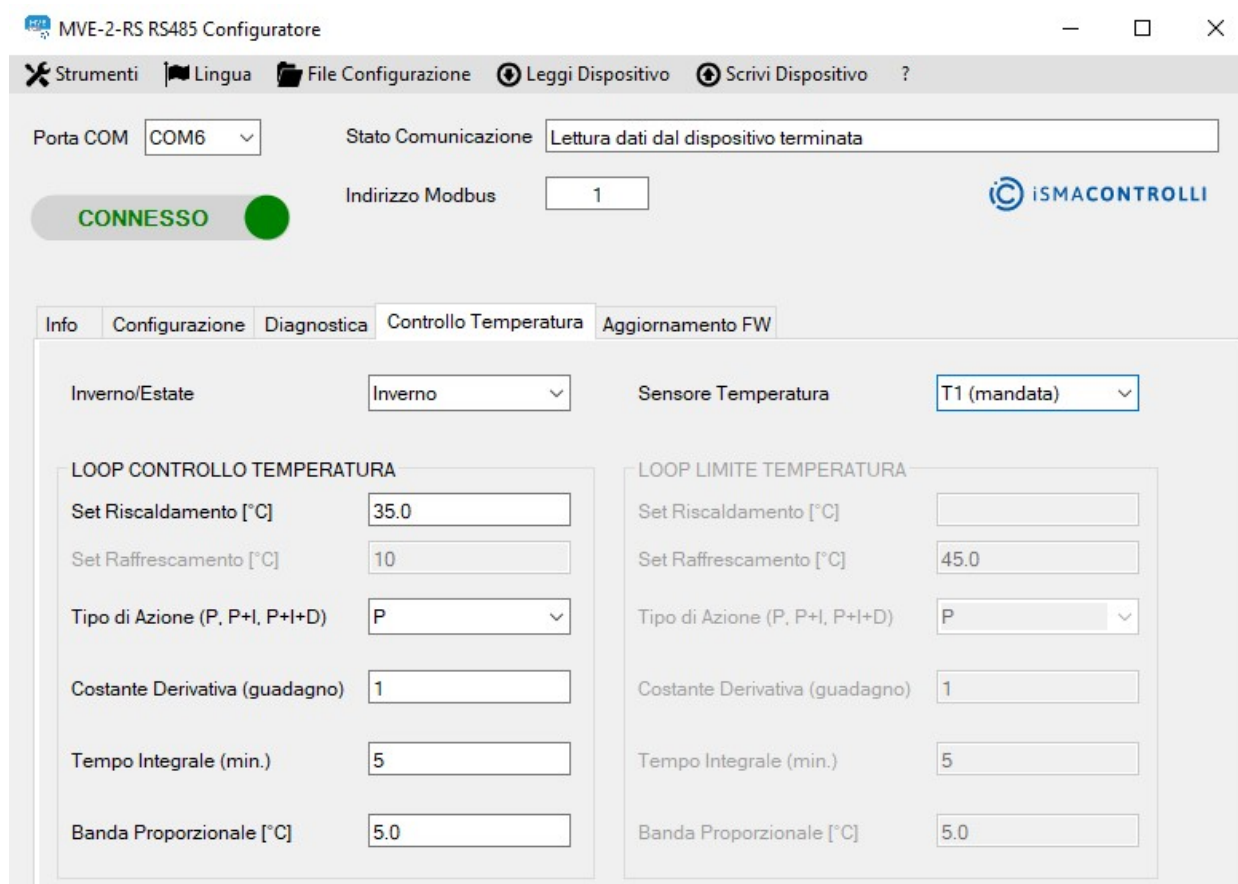 MVE-2-RS RS485 Configuratore
Strumenti Lingua File Configurazione Leggi Dispositivo Scrivi Dispositivo ?
Porta COM COM6 Stato Comunicazione Lettura dati dal dispositivo terminata
Indirizzo Modbus 1 iSMACONTROLLI
CONNESSO
Info Configurazione Diagnostica Controllo Temperatura Aggiornamento FW
Inverno/Estate Inverno Sensore Temperatura T1 (mandata)
LOOP CONTROLLO TEMPERATURA LOOP LIMITE TEMPERATURA
Set Riscaldamento [°C] 35.0 Set Riscaldamento [°C]
Set Raffrescamento [°C] 10 Set Raffrescamento [°C] 45.0
Tipo di Azione (P, P+I, P+I+D) P Tipo di Azione (P, P+I, P+I+D) P
Costante Derivativa (guadagno) 1 Costante Derivativa (guadagno) 1
Tempo Integrale (min.) 5 Tempo Integrale (min.) 5
Banda Proporzionale [°C] 5.0 Banda Proporzionale [°C] 5.0